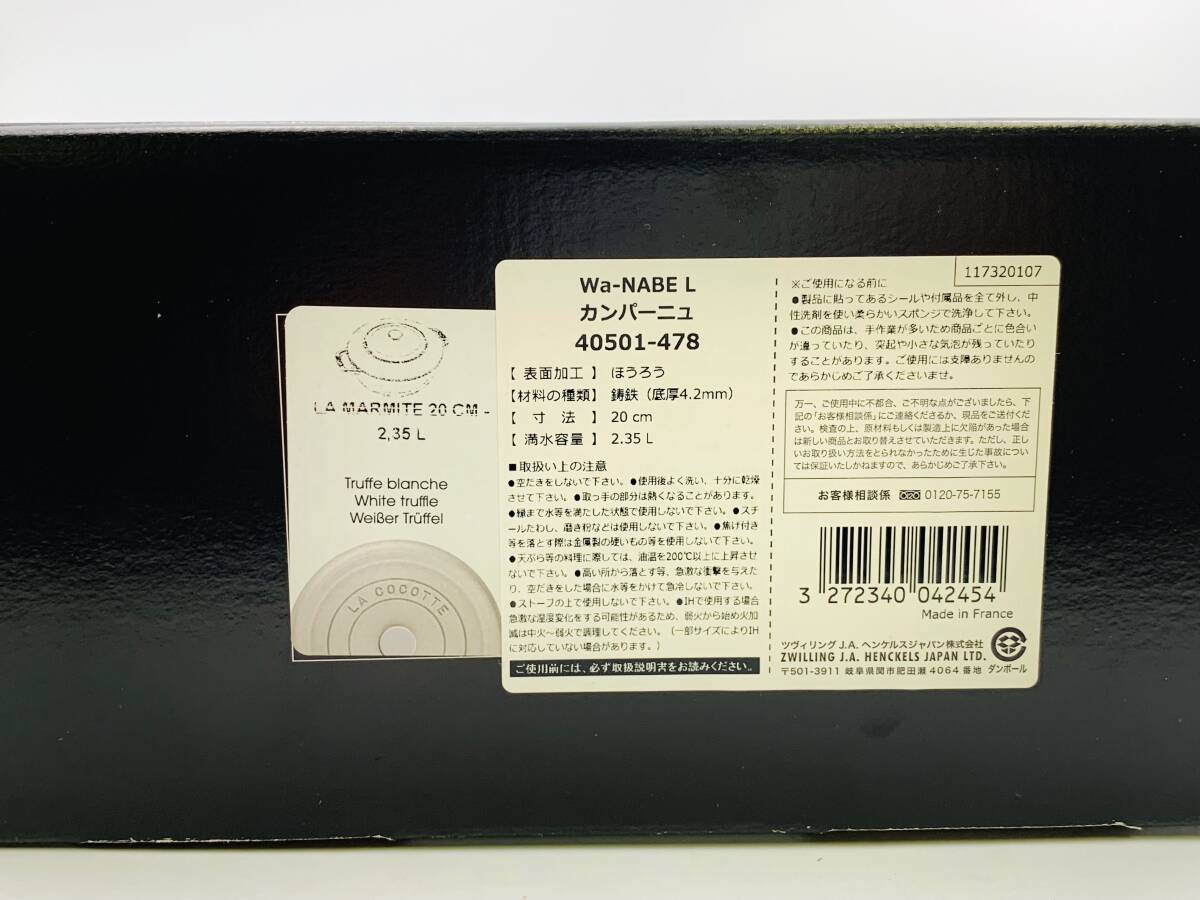 LA MARMITE 20 CM -
2,35 L
Truffe blanche
White truffle
Weißer Trüffel
LA COCOTTE
Wa-NABE L
カンパーニュ
40501-478
【 表面加工 】 ほうろう
【材料の種類】 鋳鉄（底厚4.2mm）
【 寸 法 】 20 cm
【 満水容量 】 2.35 L
■取扱い上の注意
●空だきをしないで下さい。●使用後よく洗い、十分に乾燥
させて下さい。●取っ手の部分は熱くなることがあります。
●縁まで水等を満たした状態で使用しないで下さい。●スチ
ールたわし、磨き粉などは使用しないで下さい。●焦げ付き
等を落とす際は金属製の硬いもの等を使用しないで下さい。
●天ぷら等の料理に際しては、油温を200℃以上に上昇させ
ないで下さい。●高い所から落とす等、急激な衝撃を与えた
り、空だきをした場合に水等をかけて急冷しないで下さい。
●ストーブの上で使用しないで下さい。●IHで使用する場合
急激な温度変化をする可能性があるため、弱火から始め火加
減は中火～弱火で調理してください。（一部サイズによりIH
に対応していない場合があります。）
ご使用前には、必ず取扱説明書をお読みください。
117320107
※ご使用になる前に
●製品に貼ってあるシールや付属品を全て外し、中
性洗剤を使い柔らかいスポンジで洗浄して下さい。
●この商品は、手作業が多いため商品ごとに色合い
が違っていたり、突起や小さな気泡が残っていたり
することがあります。ご使用には支障ありませんの
であらかじめご了承くださいませ。
万一、ご使用中に不都合、ご不明な点がございましたら、下
記の「お客様相談係」にご連絡くださるか、現品をご送付くだ
さい。検査の上、原材料もしくは製造上に欠陥があった場合
は新しい商品とお取り替えさせていただきます。ただし、正し
いお取り扱い方法をとられなかったために生じた事故につい
ては保証いたしかねますので、あらかじめご了承下さい。
お客様相談係 0120-75-7155
3 272340 042454
Made in France
ツヴィリング J.A. ヘンケルスジャパン株式会社
ZWILLING J.A. HENCKELS JAPAN LTD.
〒501-3911 岐阜県関市肥田瀬 4064 番地
ダンボール